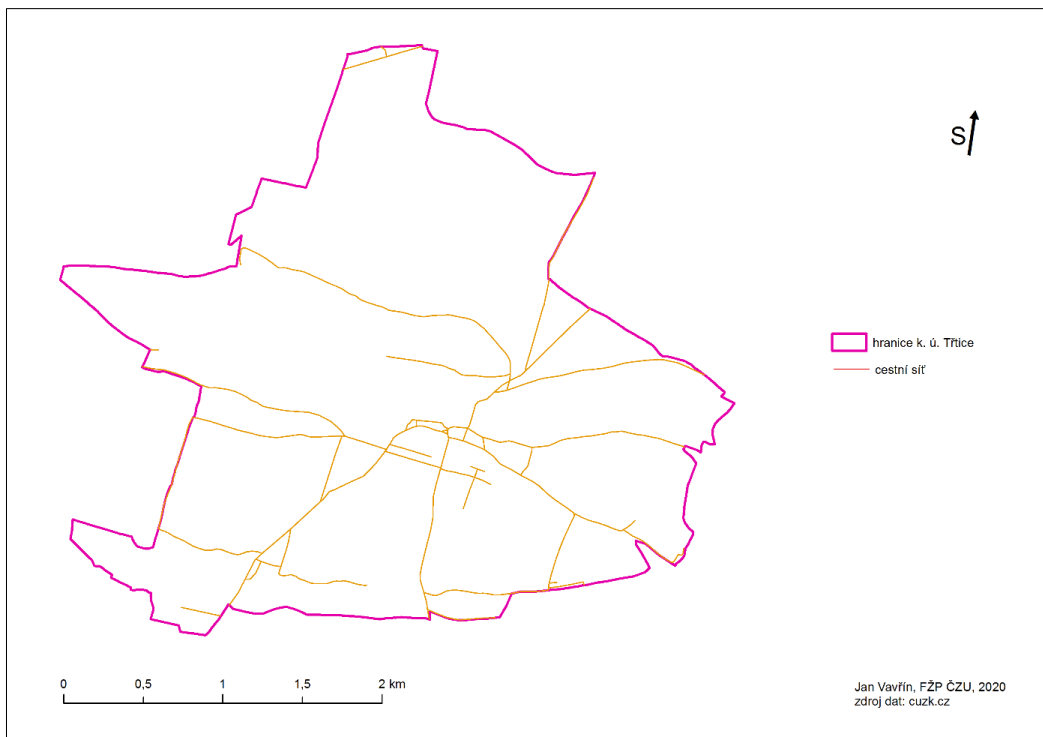 S
hranice k. ú. Třtice
cestní síť
0 0,5 1 1,5 2 km
Jan Vavřín, FŽP ČZU, 2020
zdroj dat: cuzk.cz